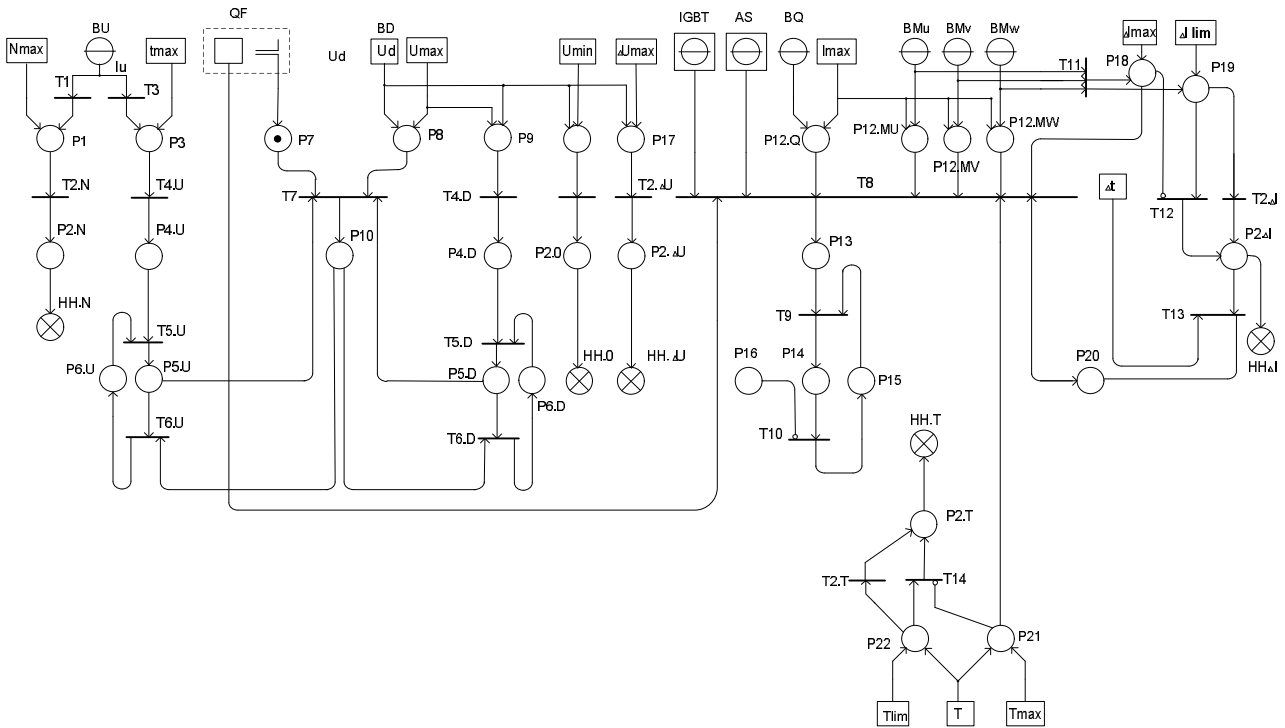 QF
IGBT
AS
BQ
BU
BD
Ud
Nmax
tmax
Ud
Umax
Umin
ΔUmax
Imax
BMu
BMv
BMw
ΔImax
Δ I lim
Iu
T1
T3
T11
P18
P19
P1
P3
P7
P8
P9
P17
P12.Q
P12.MU
P12.MV
P12.MW
T2.N
T4.U
T7
T4.D
T2.ΔU
T8
Δt
T12
T2.ΔI
P2.N
P4.U
P10
P4.D
P2.0
P2.ΔU
P13
P2ΔI
HH.N
T5.U
T5.D
T9
T13
P6.U
P5.U
P5.D
P6.D
HH.0
HH.ΔU
P16
P14
P15
P20
HHΔI
T6.U
T6.D
T10
HH.T
P2.T
T2.T
T14
P22
P21
Tlim
T
Tmax